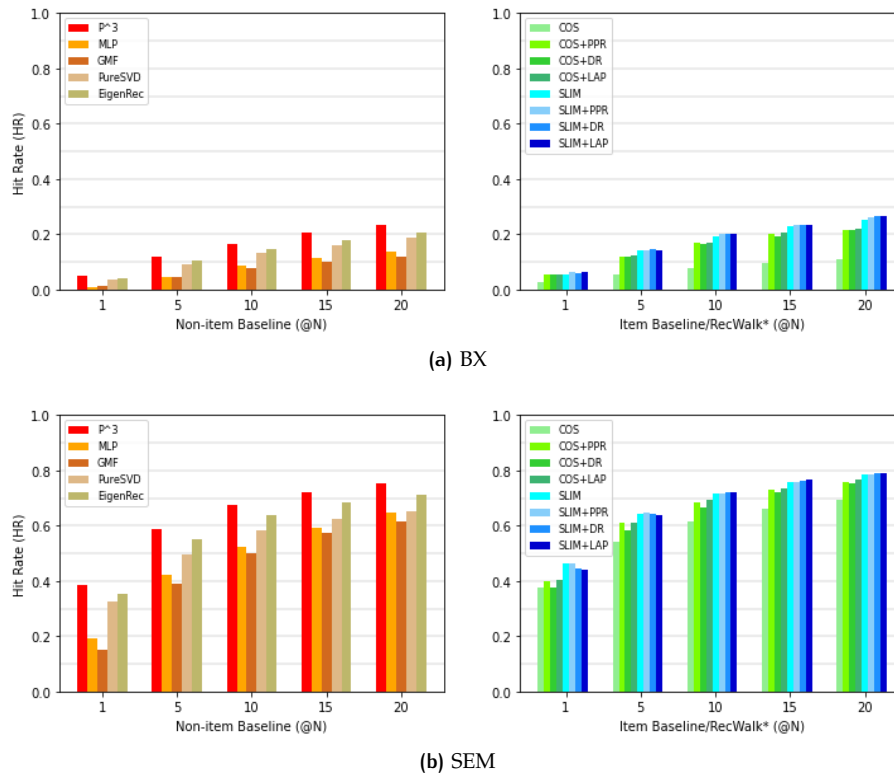 1.0
0.8
0.6
0.4
0.2
0.0
Hit Rate (HR)
P^3
MLP
GMF
PureSVD
EigenRec
1 5 10 15 20
Non-item Baseline (@N)
1.0
0.8
0.6
0.4
0.2
0.0
COS
COS+PPR
COS+DR
COS+LAP
SLIM
SLIM+PPR
SLIM+DR
SLIM+LAP
1 5 10 15 20
Item Baseline/RecWalk* (@N)
(a) BX
1.0
0.8
0.6
0.4
0.2
0.0
Hit Rate (HR)
P^3
MLP
GMF
PureSVD
EigenRec
1 5 10 15 20
Non-item Baseline (@N)
1.0
0.8
0.6
0.4
0.2
0.0
COS
COS+PPR
COS+DR
COS+LAP
SLIM
SLIM+PPR
SLIM+DR
SLIM+LAP
1 5 10 15 20
Item Baseline/RecWalk* (@N)
(b) SEM